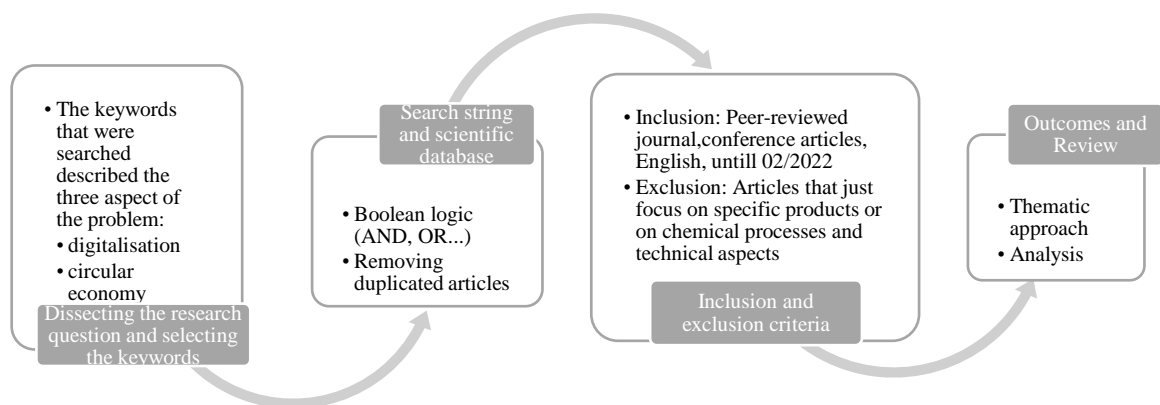 • The keywords
that were
searched
described the
three aspect of
the problem:
• digitalisation
• circular
economy
Dissecting the research
question and selecting
the keywords
Search string
and scientific
database
• Boolean logic
(AND, OR...)
• Removing
duplicated articles
• Inclusion: Peer-reviewed
journal,conference articles,
English, untill 02/2022
• Exclusion: Articles that just
focus on specific products or
on chemical processes and
technical aspects
Inclusion and
exclusion criteria
Outcomes and
Review
• Thematic
approach
• Analysis